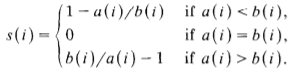 s(i) = { 1 − a(i)/b(i) if a(i) < b(i),
0 if a(i) = b(i),
b(i)/a(i) − 1 if a(i) > b(i).